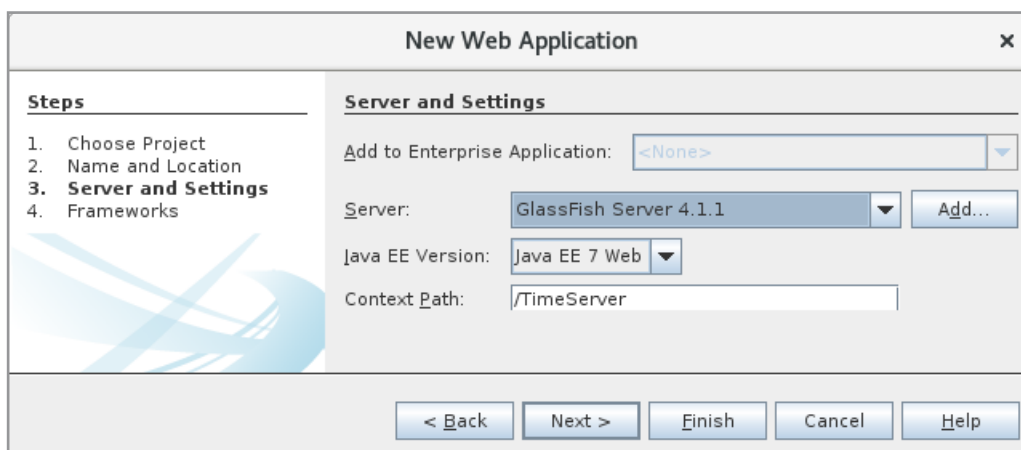 New Web Application
Steps
1. Choose Project
2. Name and Location
3. Server and Settings
4. Frameworks
Server and Settings
Add to Enterprise Application: <None>
Server: GlassFish Server 4.1.1 Add...
Java EE Version: Java EE 7 Web
Context Path: /TimeServer
< Back Next > Finish Cancel Help